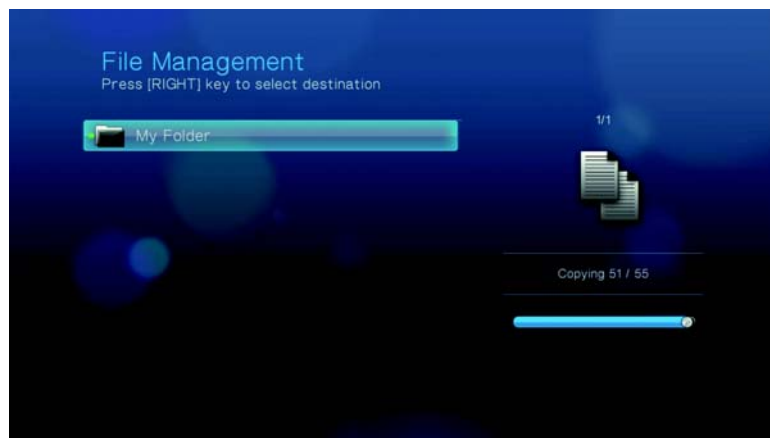 File Management
Press [RIGHT] key to select destination
My Folder
1/1
Copying 51 / 55